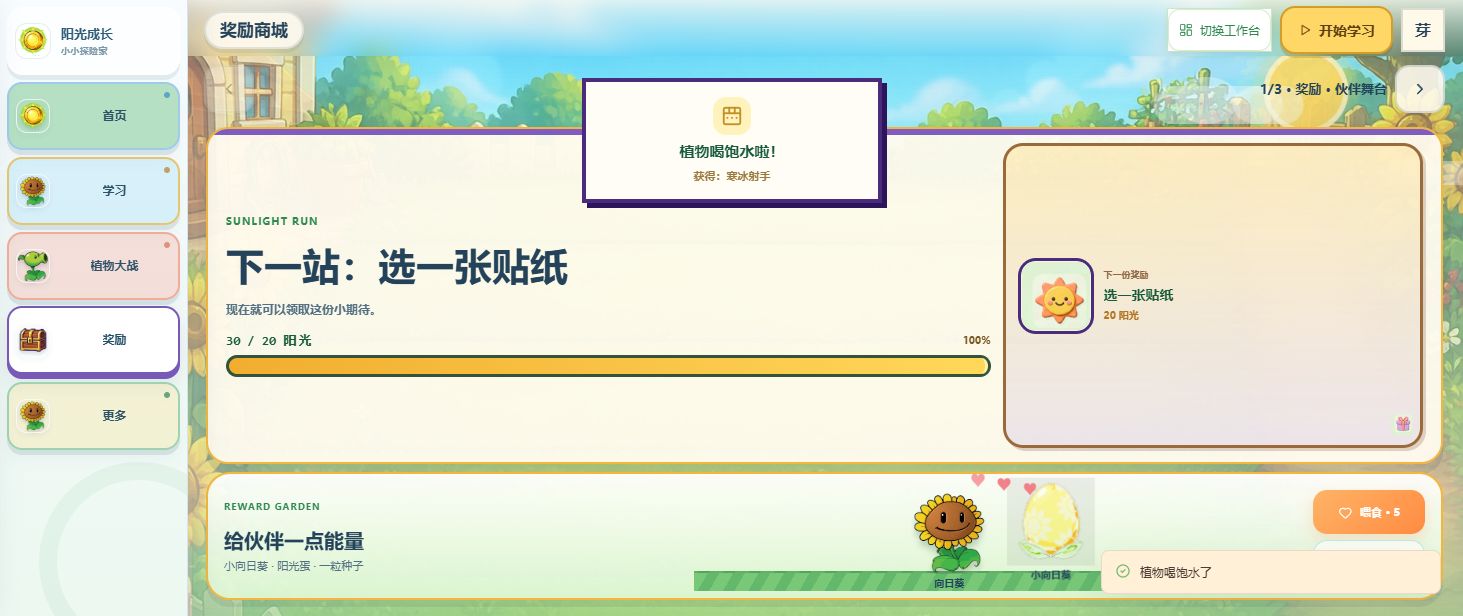 阳光成长
小小探险家
首页
学习
植物大战
奖励
更多
奖励商城
切换工作台
开始学习
芽
1/3 • 奖励 • 伙伴舞台
植物喝饱水啦！
获得：寒冰射手
SUNLIGHT RUN
下一站：选一张贴纸
现在就可以领取这份小期待。
30 / 20 阳光
100%
下一份奖励
选一张贴纸
20 阳光
REWARD GARDEN
给伙伴一点能量
小向日葵 · 阳光蛋 · 一粒种子
向日葵
小向日葵
喂食 • 5
植物喝饱水了